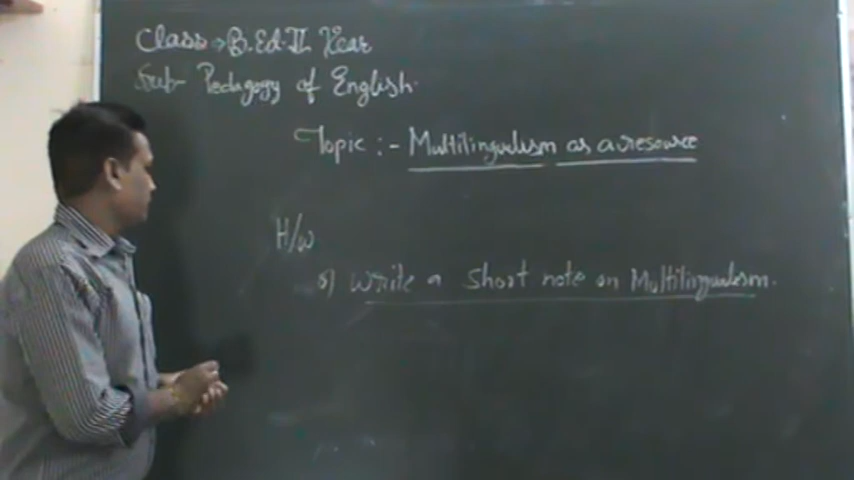 Class → B.Ed. II Year
Sub- Pedagogy of English.
Topic :- Multilingualism as a resource
H/w
Write a short note on Multilingualism.